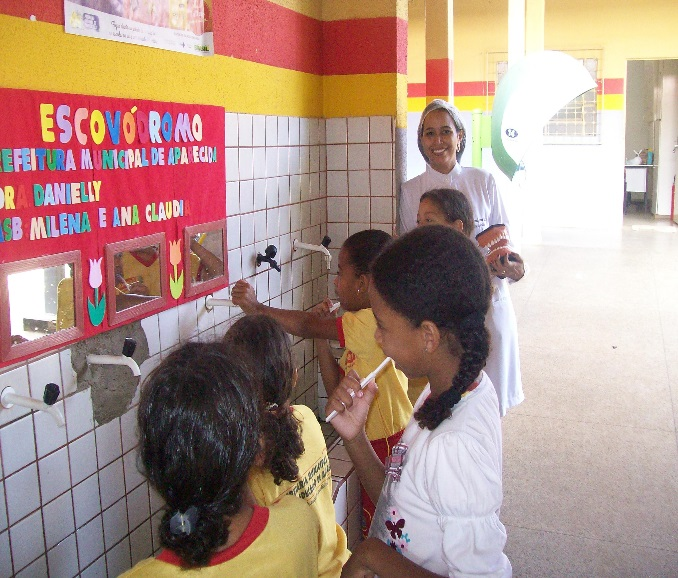 ESCOVÓDROMO
PREFEITURA MUNICIPAL DE APARECIDA
DRA DANIELLY
ASB MILENA E ANA CLAUDIA